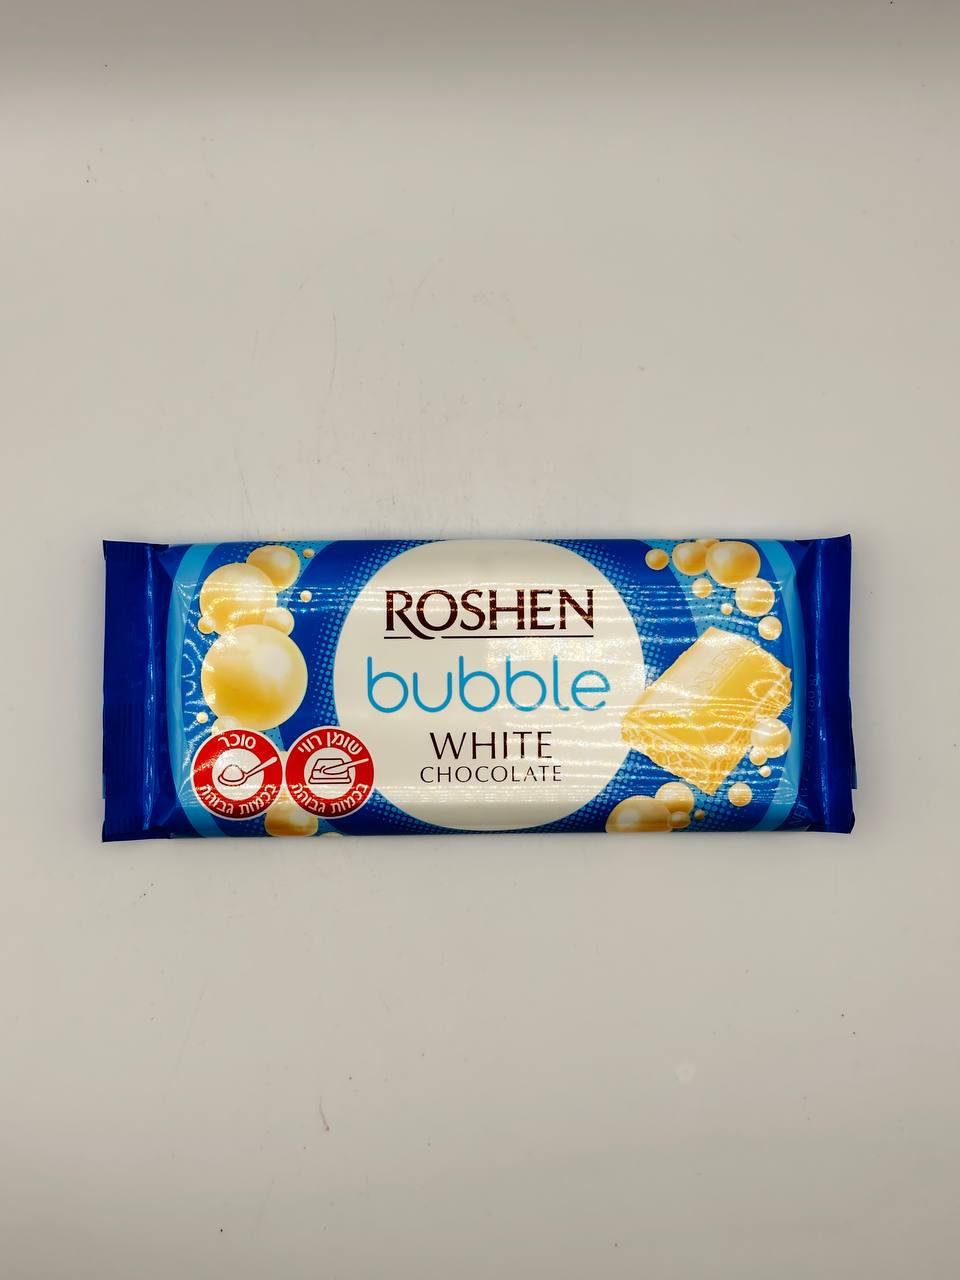 ROSHEN
bubble
WHITE
CHOCOLATE
סוכר
בכמות גבוהה
שומן רווי
בכמות גבוהה